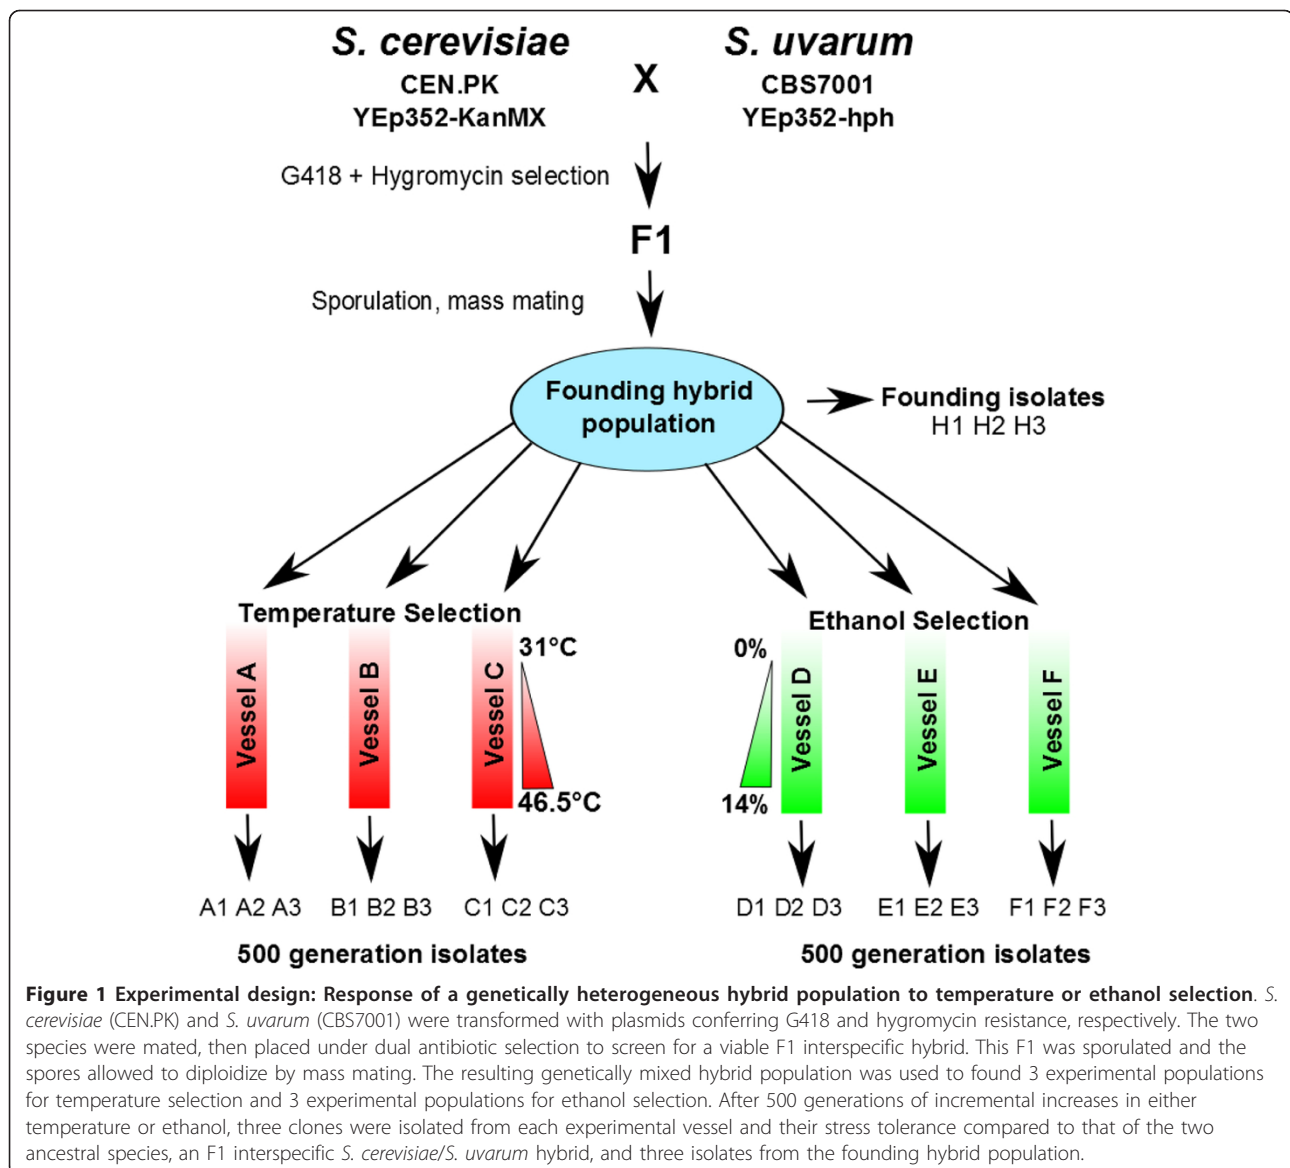 S. cerevisiae
CEN.PK
YEp352-KanMX
X
S. uvarum
CBS7001
YEp352-hph
G418 + Hygromycin selection
F1
Sporulation, mass mating
Founding hybrid
population
Founding isolates
H1 H2 H3
Temperature Selection
Vessel A
Vessel B
Vessel C
31°C
46.5°C
A1 A2 A3
B1 B2 B3
C1 C2 C3
500 generation isolates
Ethanol Selection
0%
14%
Vessel D
Vessel E
Vessel F
D1 D2 D3
E1 E2 E3
F1 F2 F3
500 generation isolates
Figure 1 Experimental design: Response of a genetically heterogeneous hybrid population to temperature or ethanol selection. S.
cerevisiae (CEN.PK) and S. uvarum (CBS7001) were transformed with plasmids conferring G418 and hygromycin resistance, respectively. The two
species were mated, then placed under dual antibiotic selection to screen for a viable F1 interspecific hybrid. This F1 was sporulated and the
spores allowed to diploidize by mass mating. The resulting genetically mixed hybrid population was used to found 3 experimental populations
for temperature selection and 3 experimental populations for ethanol selection. After 500 generations of incremental increases in either
temperature or ethanol, three clones were isolated from each experimental vessel and their stress tolerance compared to that of the two
ancestral species, an F1 interspecific S. cerevisiae/S. uvarum hybrid, and three isolates from the founding hybrid population.